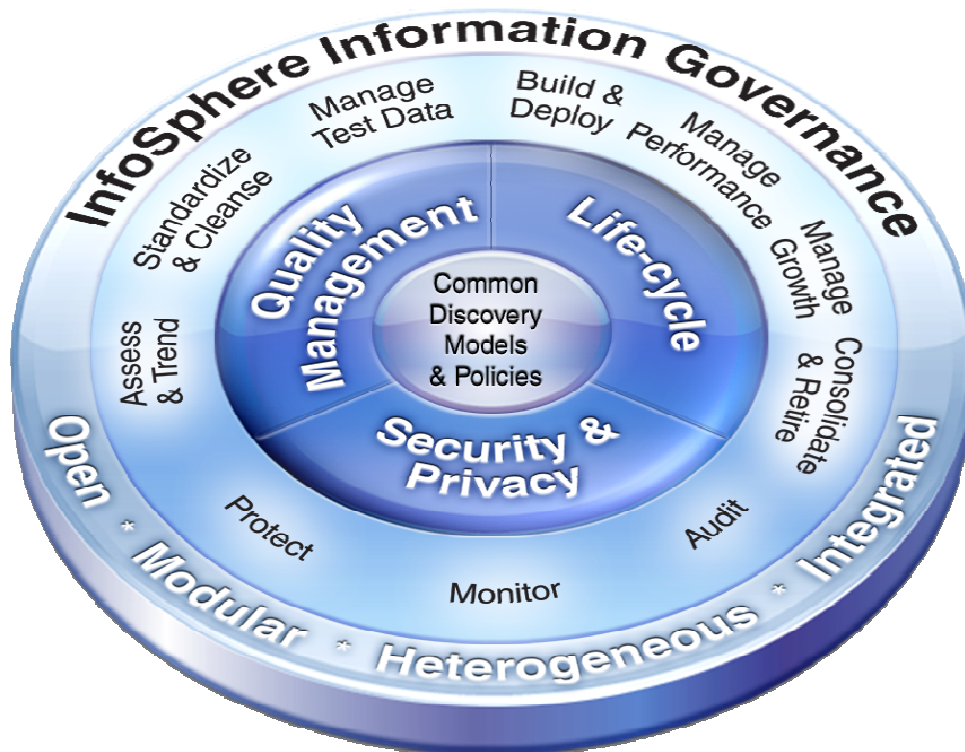 InfoSphere Information Governance
Manage
Test Data
Build &
Deploy
Manage
Performance
Manage
Growth
Consolidate
& Retire
Standardize
& Cleanse
Assess
& Trend
Quality
Management
Life-cycle
Common
Discovery
Models
& Policies
Security &
Privacy
Protect
Monitor
Audit
Open * Modular * Heterogeneous * Integrated